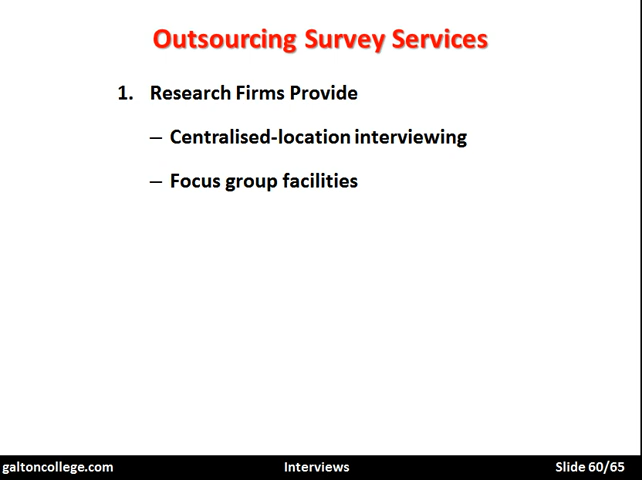 Outsourcing Survey Services
1. Research Firms Provide
– Centralised-location interviewing
– Focus group facilities
galtoncollege.com Interviews Slide 60/65